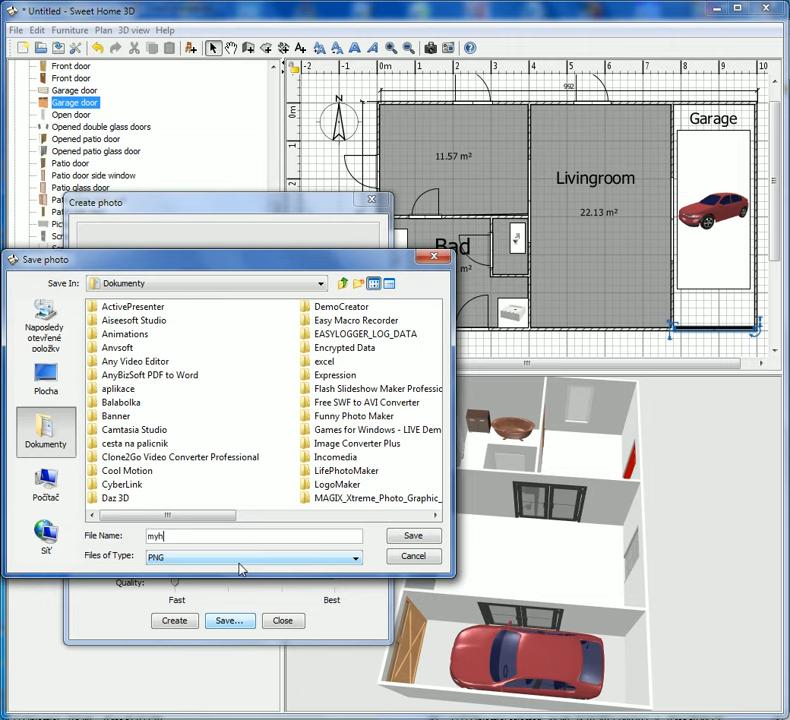 * Untitled - Sweet Home 3D
File Edit Furniture Plan 3D view Help
Front door
Front door
Garage door
Garage door
Open door
Opened double glass doors
Opened patio door
Opened patio glass door
Patio door
Patio door side window
Patio glass door
-2 -1 0m 1 2 3 4 5 6 7 8 9 10
0m
1
2
992
N
11.57 m²
Livingroom
22.13 m²
Garage
Bad
m²
Create photo
Save photo
Save In: Dokumenty
Naposledy otevřené položky
Plocha
Dokumenty
Počítač
Síť
ActivePresenter
Aiseesoft Studio
Animations
Anvsoft
Any Video Editor
AnyBizSoft PDF to Word
aplikace
Balabolka
Banner
Camtasia Studio
cesta na palicnik
Clone2Go Video Converter Professional
Cool Motion
CyberLink
Daz 3D
DemoCreator
Easy Macro Recorder
EASYLOGGER_LOG_DATA
Encrypted Data
excel
Expression
Flash Slideshow Maker Professio
Free SWF to AVI Converter
Funny Photo Maker
Games for Windows - LIVE Dem
Image Converter Plus
Incomedia
LifePhotoMaker
LogoMaker
MAGIX_Xtreme_Photo_Graphic_
File Name: myh
Save
Files of Type: PNG
Cancel
Quality:
Fast Best
Create Save... Close